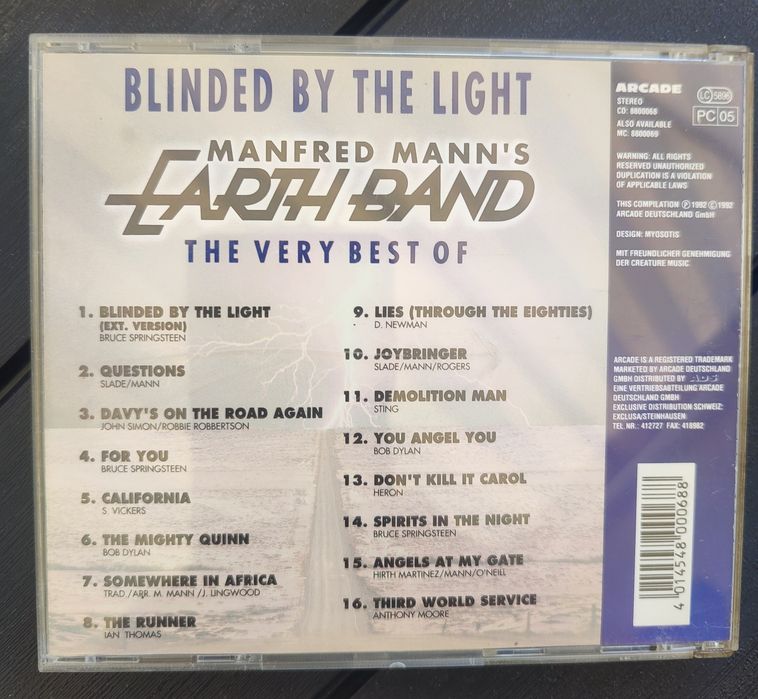 BLINDED BY THE LIGHT
MANFRED MANN'S
EARTH BAND
THE VERY BEST OF
1. BLINDED BY THE LIGHT
(EXT. VERSION)
BRUCE SPRINGSTEEN
2. QUESTIONS
SLADE/MANN
3. DAVY'S ON THE ROAD AGAIN
JOHN SIMON/ROBBIE ROBBERTSON
4. FOR YOU
BRUCE SPRINGSTEEN
5. CALIFORNIA
S. VICKERS
6. THE MIGHTY QUINN
BOB DYLAN
7. SOMEWHERE IN AFRICA
TRAD./ARR. M. MANN /J. LINGWOOD
8. THE RUNNER
IAN THOMAS
9. LIES (THROUGH THE EIGHTIES)
D. NEWMAN
10. JOYBRINGER
SLADE/MANN/ROGERS
11. DEMOLITION MAN
STING
12. YOU ANGEL YOU
BOB DYLAN
13. DON'T KILL IT CAROL
HERON
14. SPIRITS IN THE NIGHT
BRUCE SPRINGSTEEN
15. ANGELS AT MY GATE
HIRTH MARTINEZ/MANN/O'NEILL
16. THIRD WORLD SERVICE
ANTHONY MOORE
ARCADE
LC 5896
STEREO
CD: 8800068
PC 05
ALSO AVAILABLE
MC: 8800069
WARNING: ALL RIGHTS
RESERVED UNAUTHORIZED
DUPLICATION IS A VIOLATION
OF APPLICABLE LAWS
THIS COMPILATION ℗ 1992 © 1992
ARCADE DEUTSCHLAND GmbH
DESIGN: MYOSOTIS
MIT FREUNDLICHER GENEHMIGUNG
DER CREATURE MUSIC
ARCADE IS A REGISTERED TRADEMARK
MARKETED BY ARCADE DEUTSCHLAND
GMBH DISTRIBUTED BY ADS
EINE VERTRIEBSABTEILUNG ARCADE
DEUTSCHLAND GMBH
EXCLUSIVE DISTRIBUTION SCHWEIZ:
EXCLUSA/STEINHAUSEN
TEL NR.: 412727 FAX: 418982
4 014548 000688